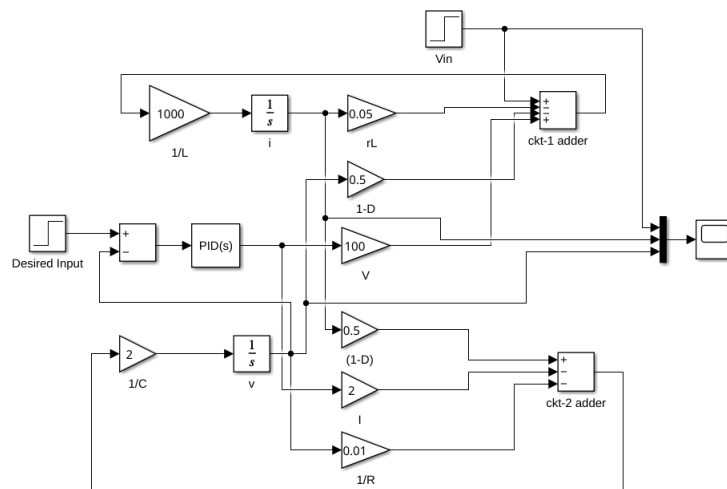 Vin
1000
1/L
1
s
i
0.05
rL
+
−
−
+
ckt-1 adder
0.5
1-D
Desired Input
+
−
PID(s)
100
V
2
1/C
1
s
v
0.5
(1-D)
2
I
0.01
1/R
+
−
−
ckt-2 adder